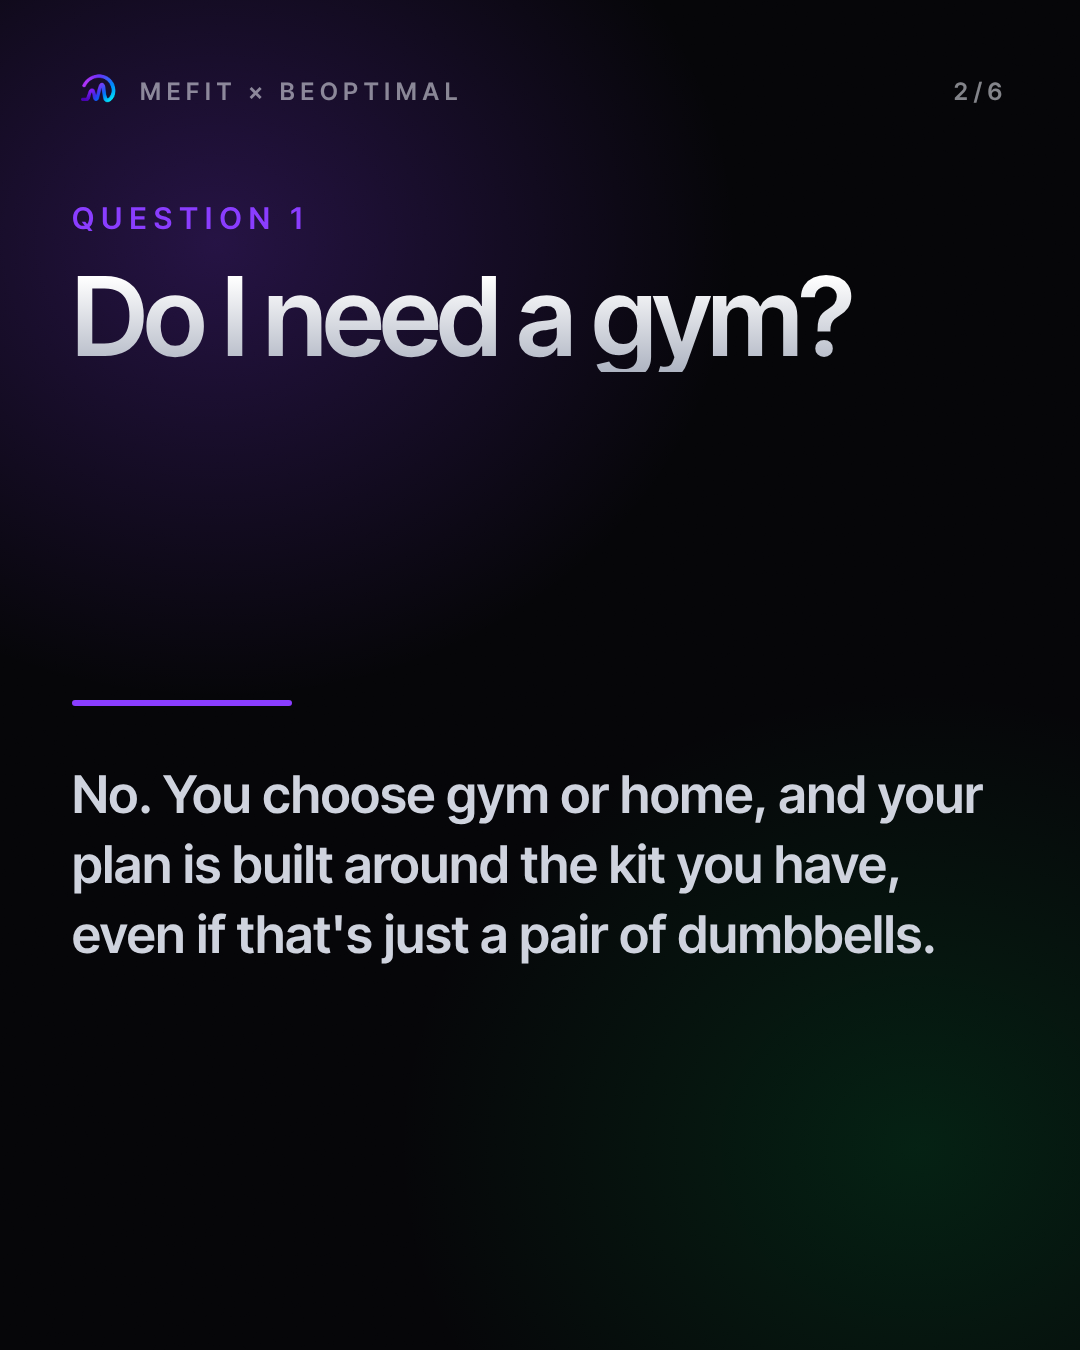 MEFIT × BEOPTIMAL
2/6
QUESTION 1
Do I need a gym?
No. You choose gym or home, and your
plan is built around the kit you have,
even if that's just a pair of dumbbells.